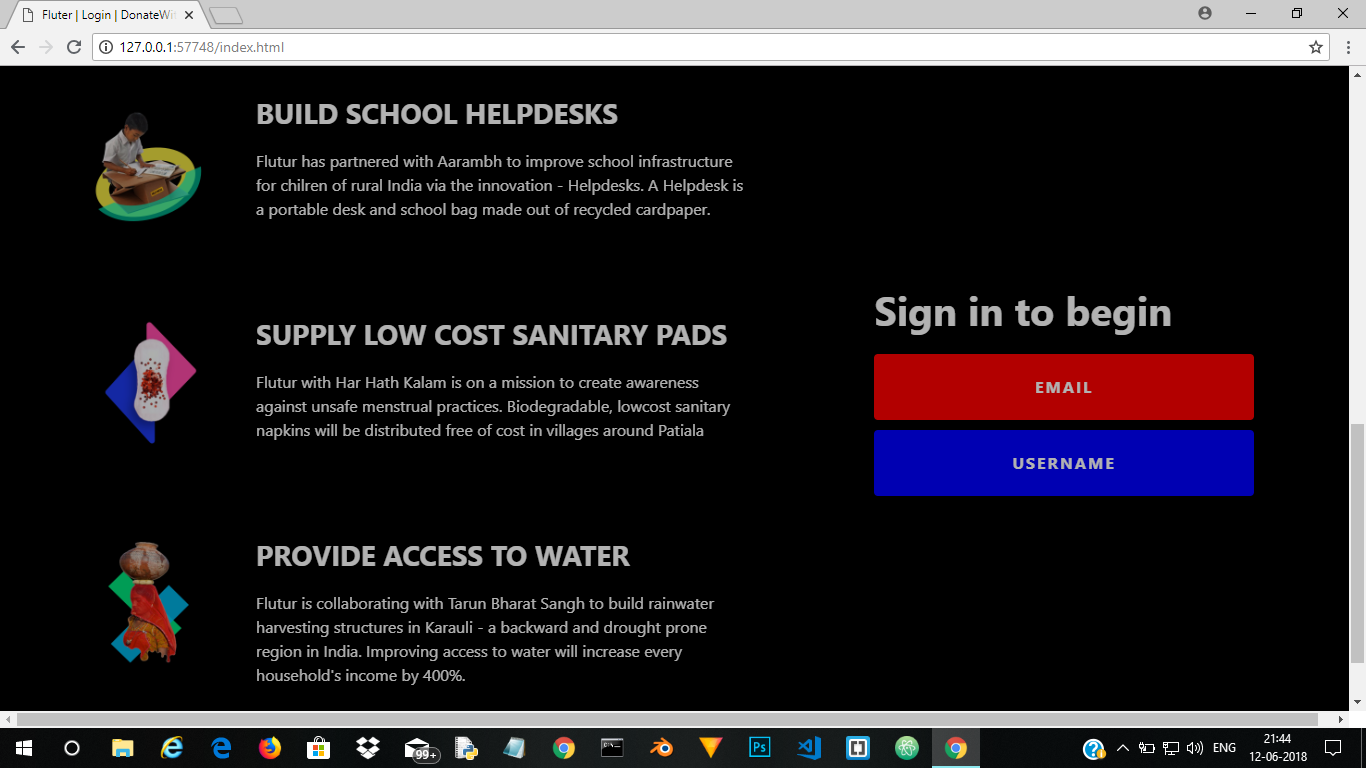 Fluter | Login | DonateWit
127.0.0.1:57748/index.html
BUILD SCHOOL HELPDESKS
Flutur has partnered with Aarambh to improve school infrastructure
for chilren of rural India via the innovation - Helpdesks. A Helpdesk is
a portable desk and school bag made out of recycled cardpaper.
SUPPLY LOW COST SANITARY PADS
Flutur with Har Hath Kalam is on a mission to create awareness
against unsafe menstrual practices. Biodegradable, lowcost sanitary
napkins will be distributed free of cost in villages around Patiala
PROVIDE ACCESS TO WATER
Flutur is collaborating with Tarun Bharat Sangh to build rainwater
harvesting structures in Karauli - a backward and drought prone
region in India. Improving access to water will increase every
household's income by 400%.
Sign in to begin
EMAIL
USERNAME
99+
Ps
ENG
21:44
12-06-2018